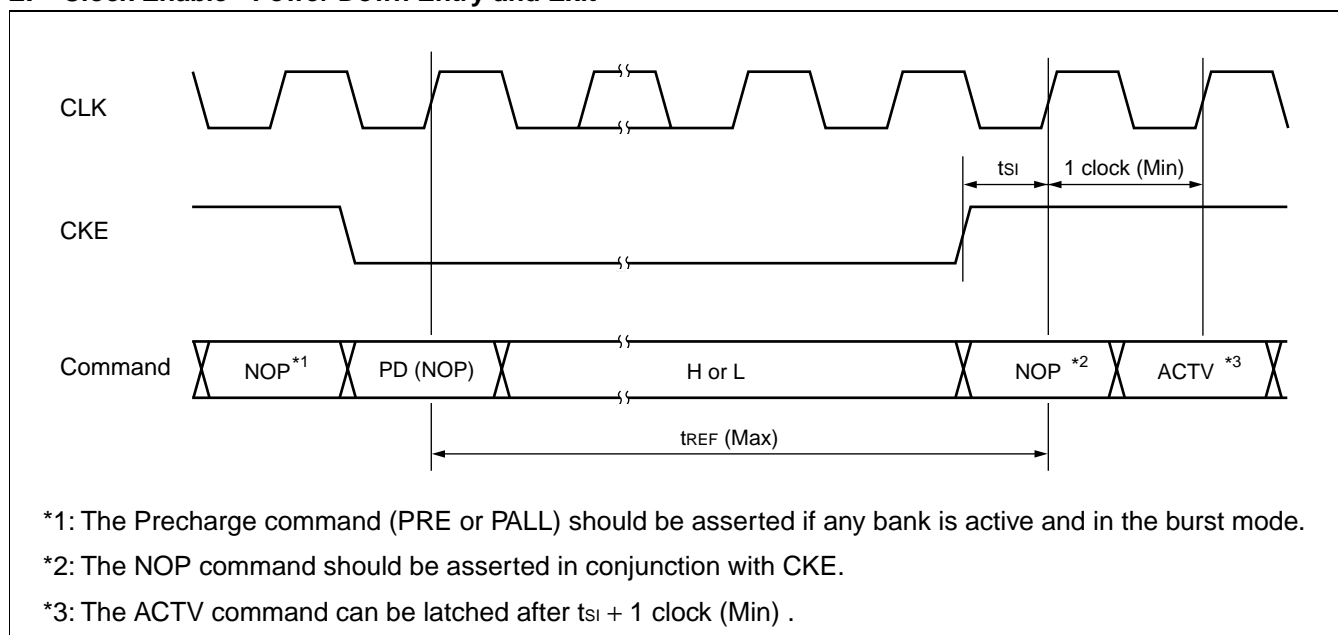 2. Clock Enable - Power Down Entry and Exit
CLK
tSI
1 clock (Min)
CKE
Command
NOP*1
PD (NOP)
H or L
NOP *2
ACTV *3
tREF (Max)
*1: The Precharge command (PRE or PALL) should be asserted if any bank is active and in the burst mode.
*2: The NOP command should be asserted in conjunction with CKE.
*3: The ACTV command can be latched after tSI + 1 clock (Min) .